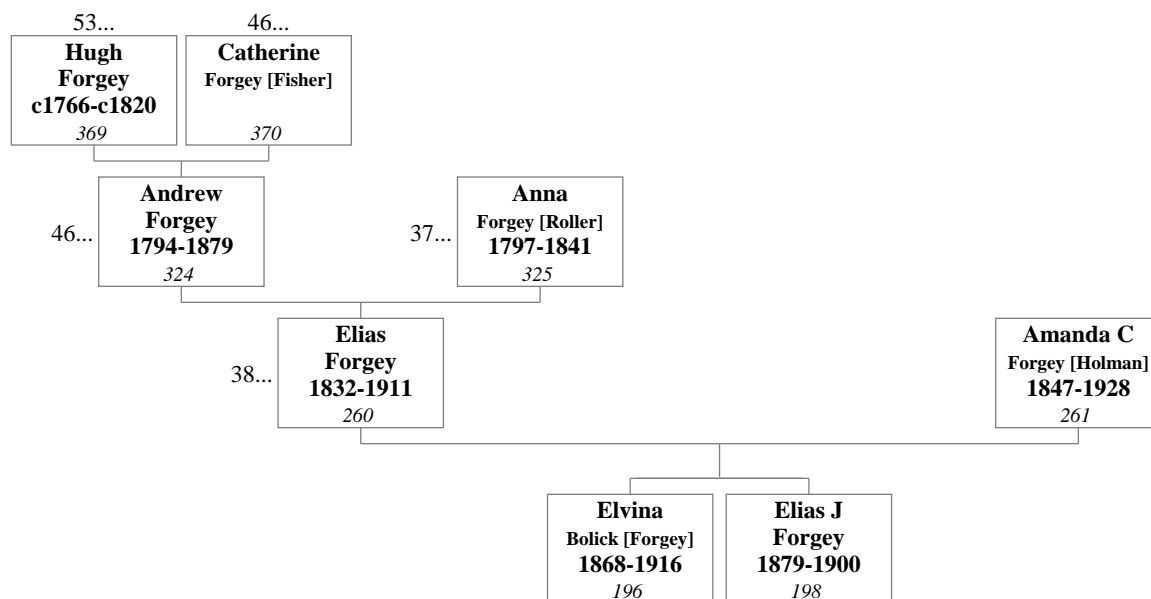 53...
46...
Hugh
Forgey
c1766-c1820
369
Catherine
Forgey [Fisher]
370
46...
Andrew
Forgey
1794-1879
324
37...
Anna
Forgey [Roller]
1797-1841
325
38...
Elias
Forgey
1832-1911
260
Amanda C
Forgey [Holman]
1847-1928
261
Elvina
Bolick [Forgey]
1868-1916
196
Elias J
Forgey
1879-1900
198